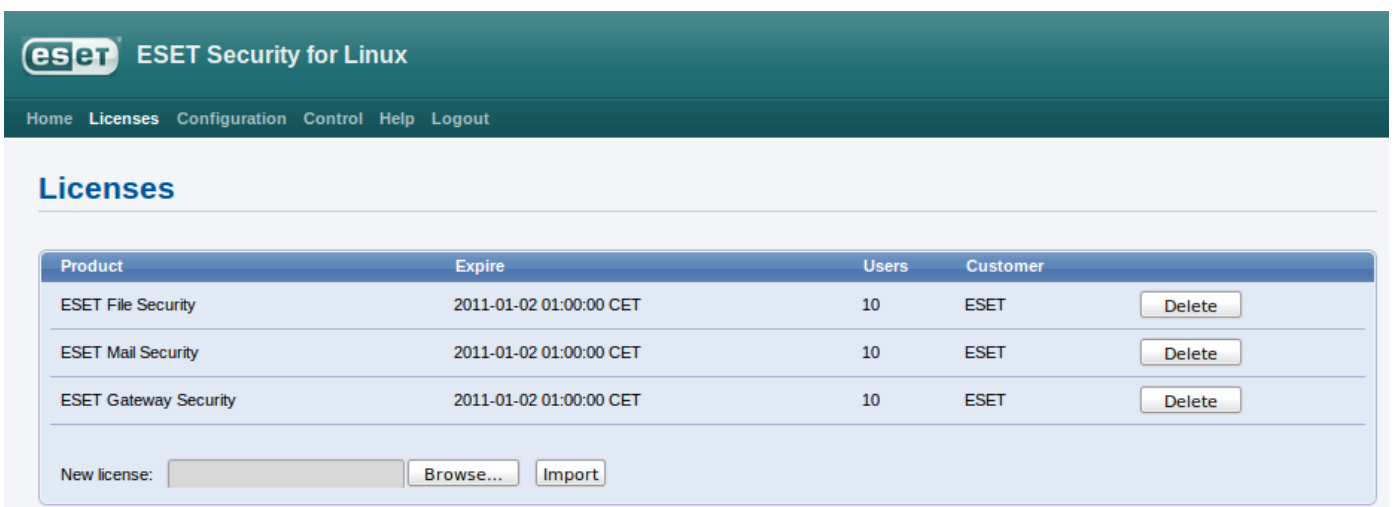 eset ESET Security for Linux
Home Licenses Configuration Control Help Logout
Licenses
Product Expire Users Customer
ESET File Security 2011-01-02 01:00:00 CET 10 ESET Delete
ESET Mail Security 2011-01-02 01:00:00 CET 10 ESET Delete
ESET Gateway Security 2011-01-02 01:00:00 CET 10 ESET Delete
New license: Browse... Import